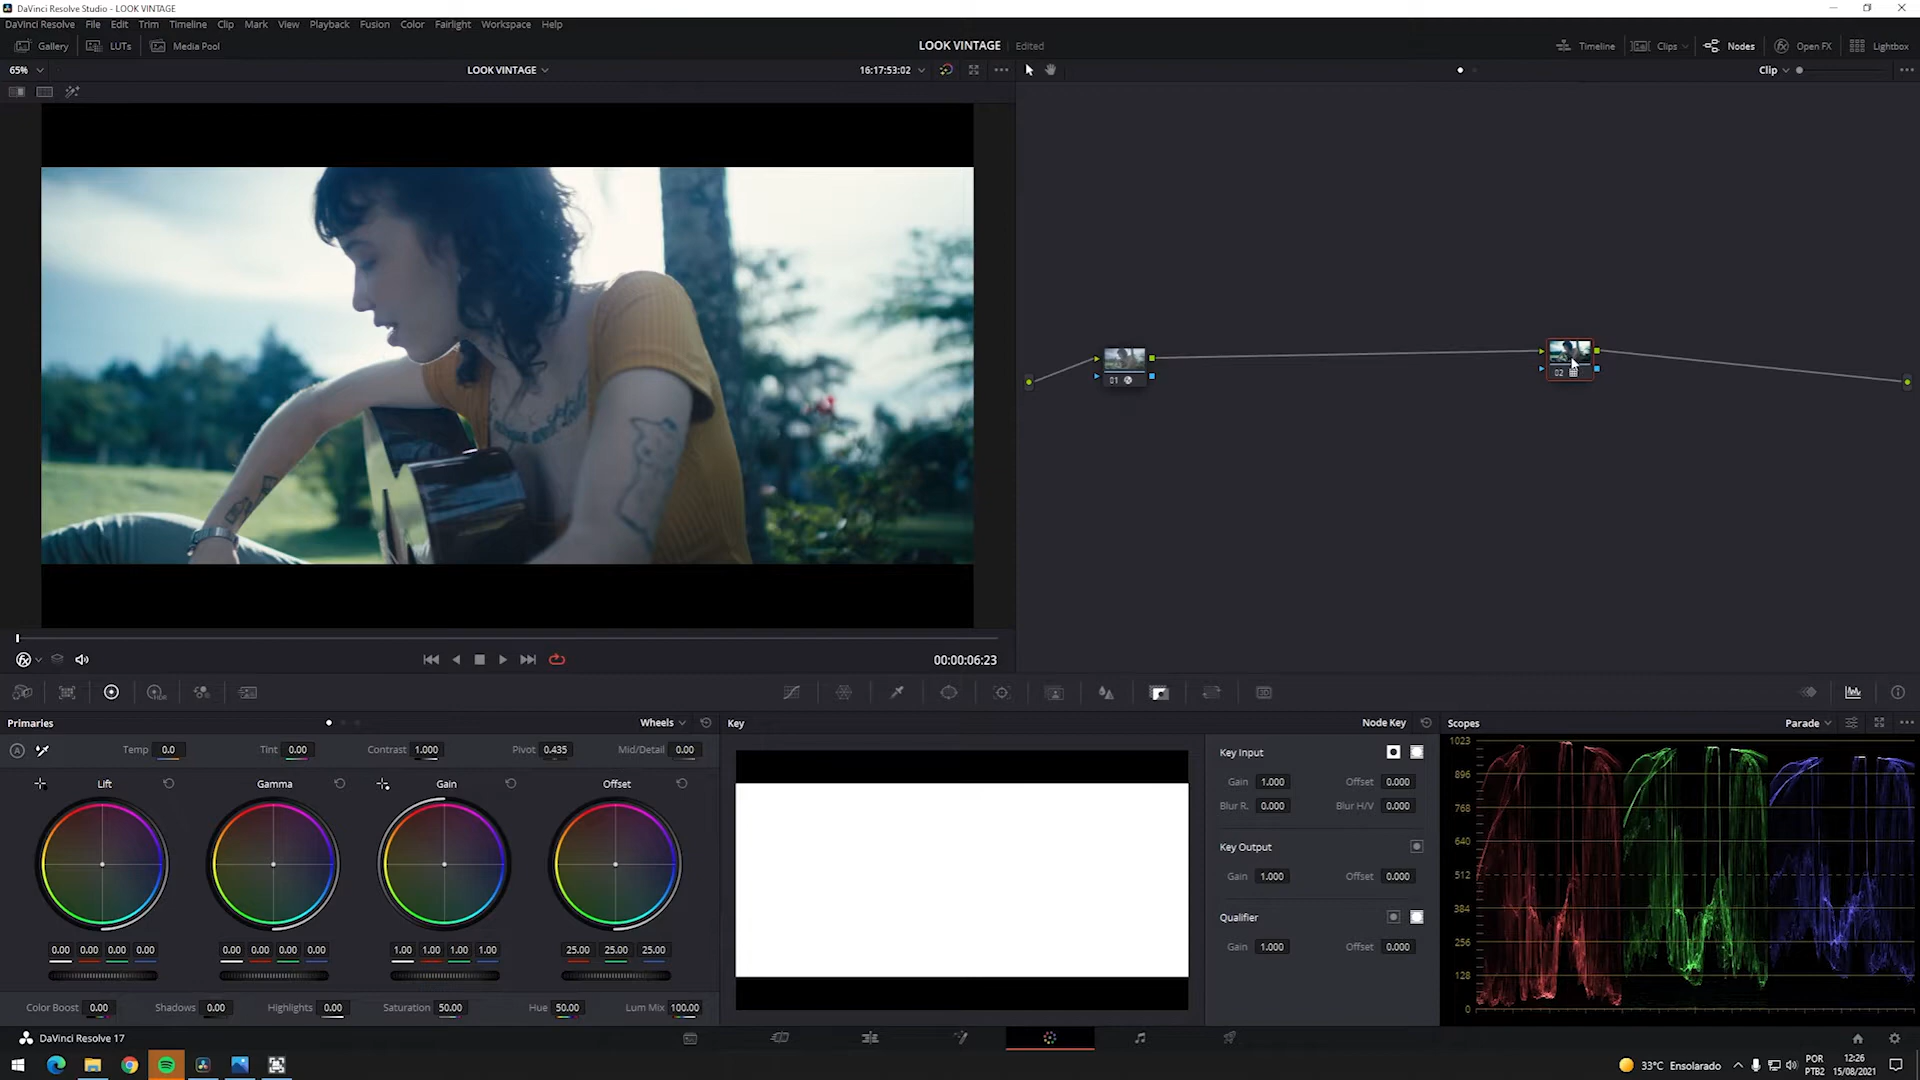 DaVinci Resolve Studio - LOOK VINTAGE
DaVinci Resolve File Edit Trim Timeline Clip Mark View Playback Fusion Color Fairlight Workspace Help
Gallery LUTs Media Pool LOOK VINTAGE Edited Timeline Clips Nodes Open FX Lightbox
65% LOOK VINTAGE 16:17:53:02 Clip
01
02
00:00:06:23
HDR
3D
Primaries Wheels Key Node Key Scopes Parade
A Temp 0.0 Tint 0.00 Contrast 1.000 Pivot 0.435 Mid/Detail 0.00
Lift Gamma Gain Offset
0.00 0.00 0.00 0.00 0.00 0.00 0.00 0.00 1.00 1.00 1.00 1.00 25.00 25.00 25.00
Color Boost 0.00 Shadows 0.00 Highlights 0.00 Saturation 50.00 Hue 50.00 Lum Mix 100.00
Key Input
Gain 1.000 Offset 0.000
Blur R. 0.000 Blur H/V 0.000
Key Output
Gain 1.000 Offset 0.000
Qualifier
Gain 1.000 Offset 0.000
1023
896
768
640
512
384
256
128
0
DaVinci Resolve 17
33°C Ensolarado
POR
PTB2
12:26
15/08/2021